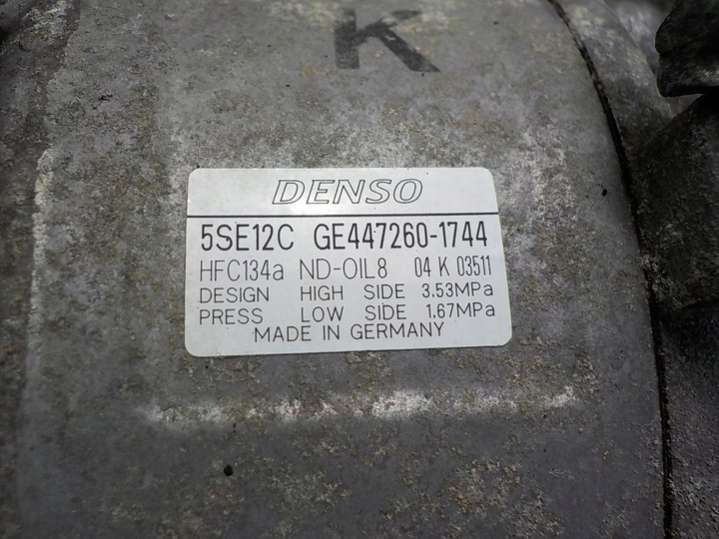 K
DENSO
5SE12C GE447260-1744
HFC134a ND-OIL8 04 K 03511
DESIGN HIGH SIDE 3.53MPa
PRESS LOW SIDE 1.67MPa
MADE IN GERMANY